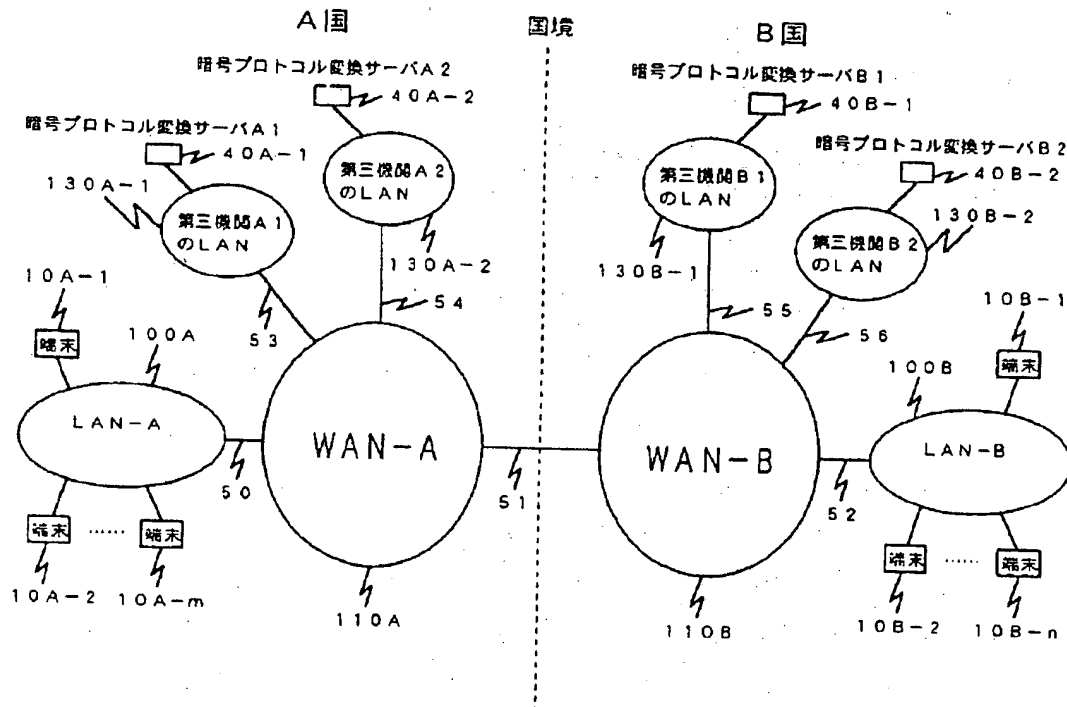 A国
国境
B国
暗号プロトコル変換サーバA2
40A-2
暗号プロトコル変換サーバB1
40B-1
暗号プロトコル変換サーバA1
40A-1
暗号プロトコル変換サーバB2
40B-2
130A-1
第三機関A2
のLAN
第三機関B1
のLAN
第三機関A1
のLAN
130B-2
第三機関B2
のLAN
130A-2
130B-1
10A-1
54
55
10B-1
53
56
100A
端末
100B
端末
LAN-A
WAN-A
WAN-B
LAN-B
50
51
52
端末
……
端末
端末
……
端末
10A-2
10A-m
110A
110B
10B-2
10B-n